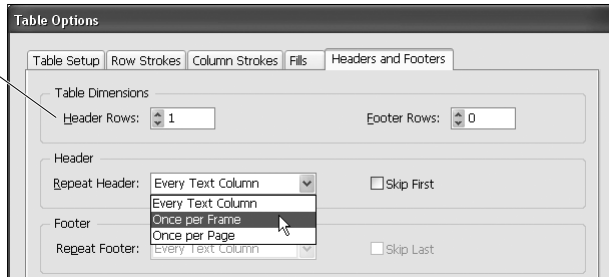 Table Options
Table Setup Row Strokes Column Strokes Fills Headers and Footers
Table Dimensions
Header Rows: 1 Footer Rows: 0
Header
Repeat Header: Every Text Column Skip First
Every Text Column
Once per Frame
Footer
Once per Page
Repeat Footer: Every Text Column Skip Last